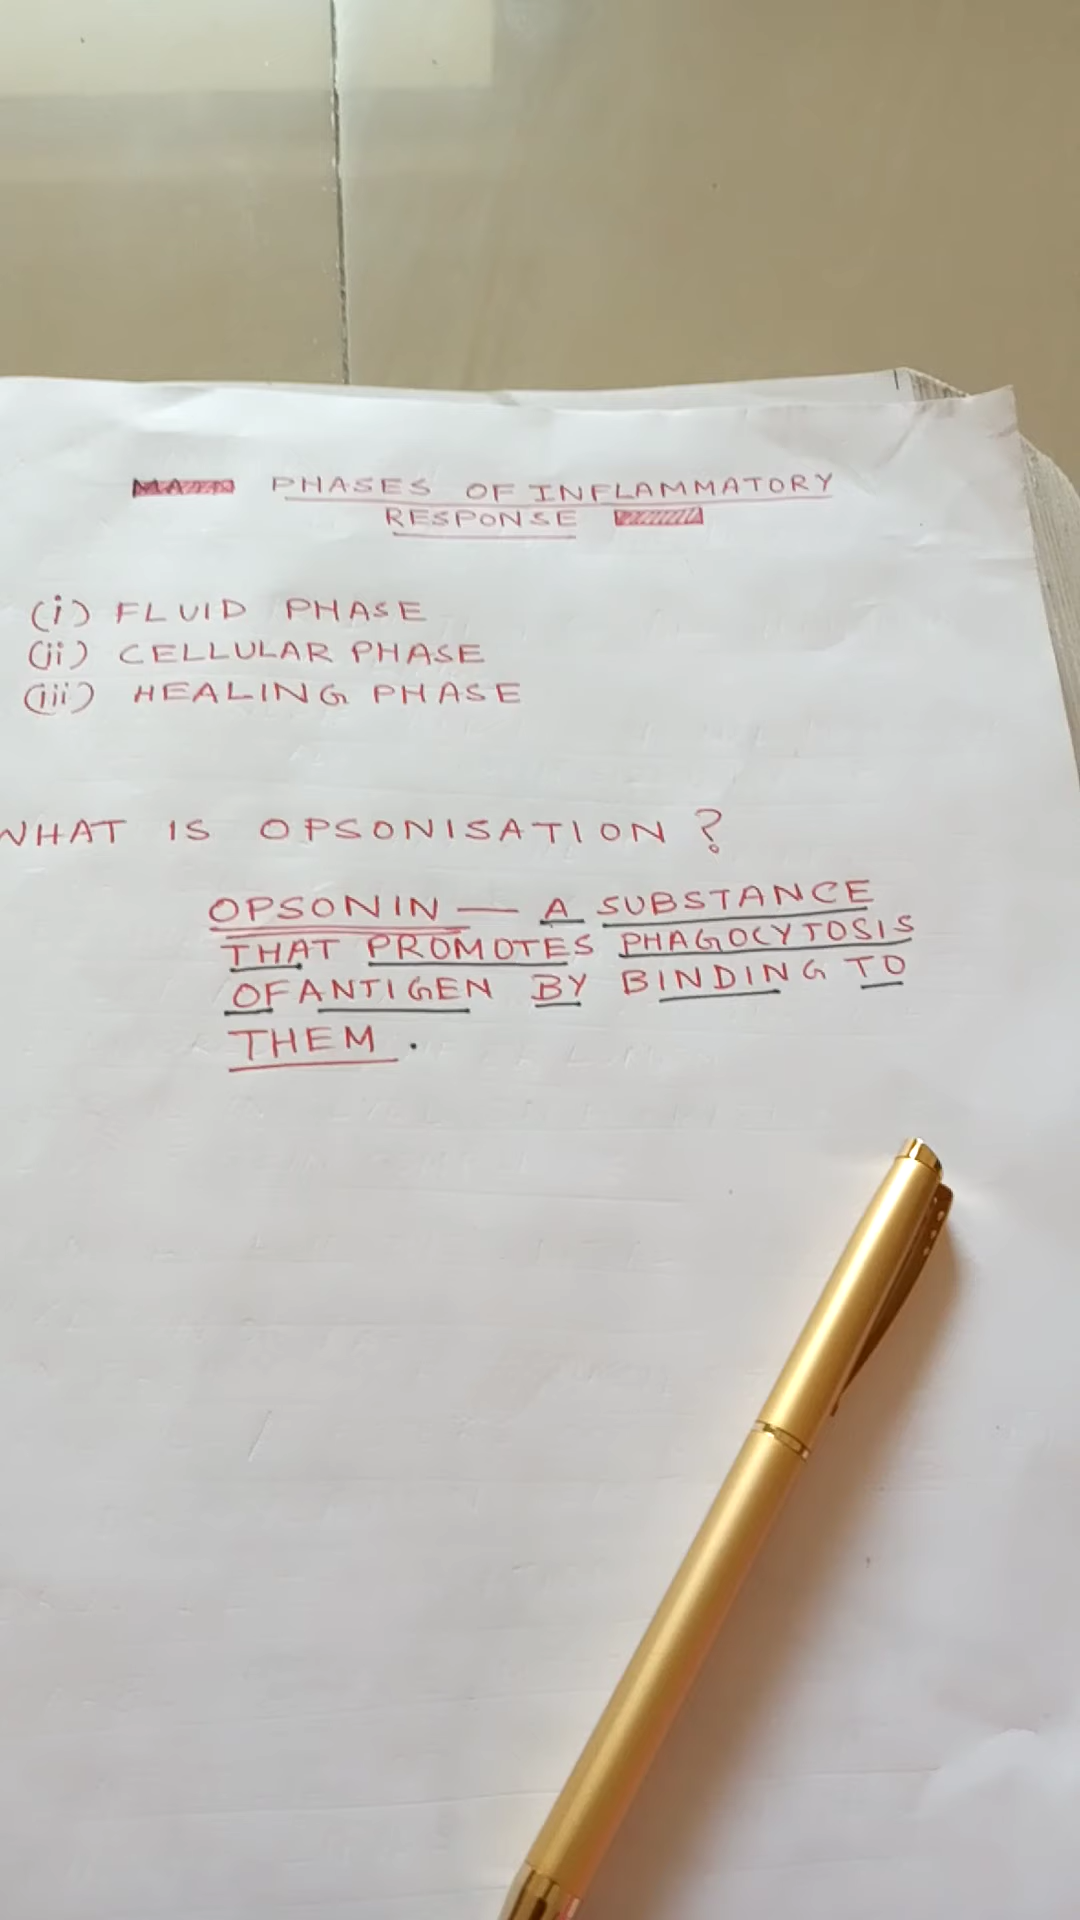 PHASES OF INFLAMMATORY
RESPONSE
(i) FLUID PHASE
(ii) CELLULAR PHASE
(iii) HEALING PHASE
WHAT IS OPSONISATION ?
OPSONIN — A SUBSTANCE
THAT PROMOTES PHAGOCYTOSIS
OF ANTIGEN BY BINDING TO
THEM .